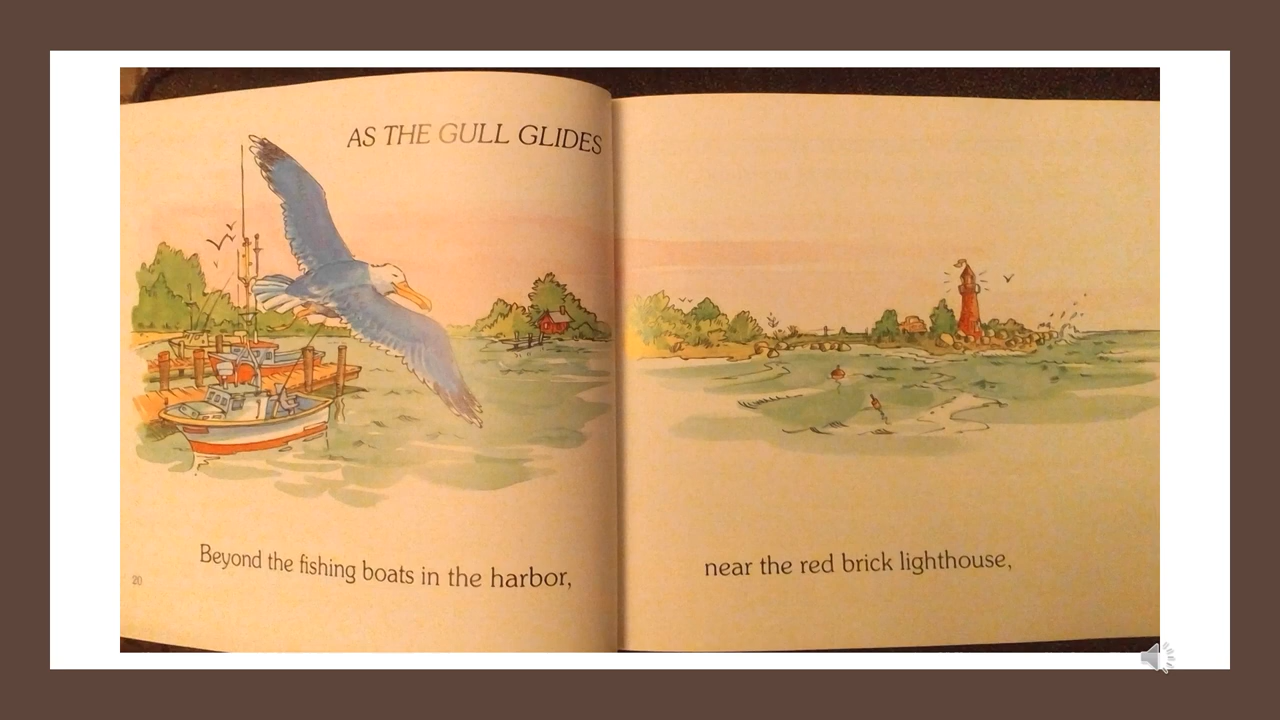 AS THE GULL GLIDES
Beyond the fishing boats in the harbor,
20
near the red brick lighthouse,